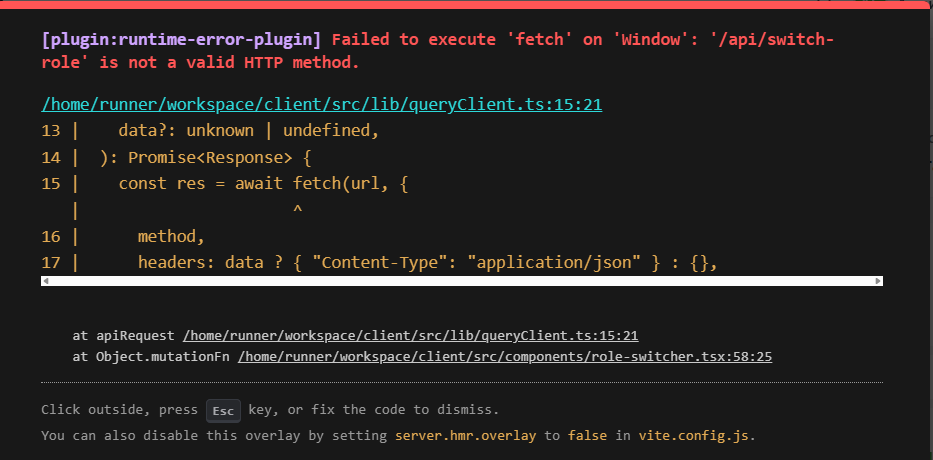 [plugin:runtime-error-plugin] Failed to execute 'fetch' on 'Window': '/api/switch-
role' is not a valid HTTP method.
/home/runner/workspace/client/src/lib/queryClient.ts:15:21
13 |    data?: unknown | undefined,
14 |  ): Promise<Response> {
15 |    const res = await fetch(url, {
   |                      ^
16 |      method,
17 |      headers: data ? { "Content-Type": "application/json" } : {},
at apiRequest /home/runner/workspace/client/src/lib/queryClient.ts:15:21
at Object.mutationFn /home/runner/workspace/client/src/components/role-switcher.tsx:58:25
Click outside, press Esc key, or fix the code to dismiss.
You can also disable this overlay by setting server.hmr.overlay to false in vite.config.js.